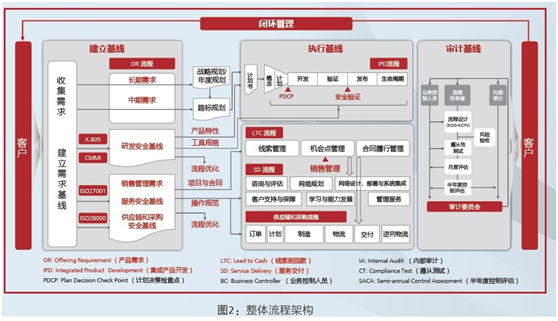 闭环管理
客户
建立基线
收集需求
建立需求基线
OR 流程
长期需求
中期需求
X.805
CMMI
研发安全基线
ISO27001
ISO28000
销售管理需求
服务安全基线
供应链和采购
安全基线
战略规划/
年度规划
路标规划
产品特性
工具规格
流程优化
项目与合同
操作规范
流程优化
执行基线
IPD流程
计划书
概念
计划
开发
验证
发布
生命周期
PDCP
安全验证
LTC 流程
线索管理
机会点管理
合同履行管理
销售管理
SD 流程
咨询与评估
网络规划
网络设计、部署与系统集成
客户支持与保障
学习与能力发展
管理服务
供应链和采购流程
订单
计划
制造
物流
交付
逆向物流
审计基线
业务控制人员
流程所有者
内部审计
流程设计
(SOD/KCPs)
风险
验收
遵从性
测试
月度评估
半年度控
制评估
审计委员会
客户
OR: Offering Requirement（产品需求）
LTC: Lead to Cash（线索到回款）
IA: Internal Audit （内部审计）
IPD: Integrated Product Development（集成产品开发）
SD: Service Delivery（服务交付）
CT: Compliance Test（遵从测试）
PDCP: Plan Decision Check Point（计划决策检查点）
BC: Business Controller（业务控制人员）
SACA: Semi-annual Control Assessment（半年度控制评估）
图2：整体流程架构